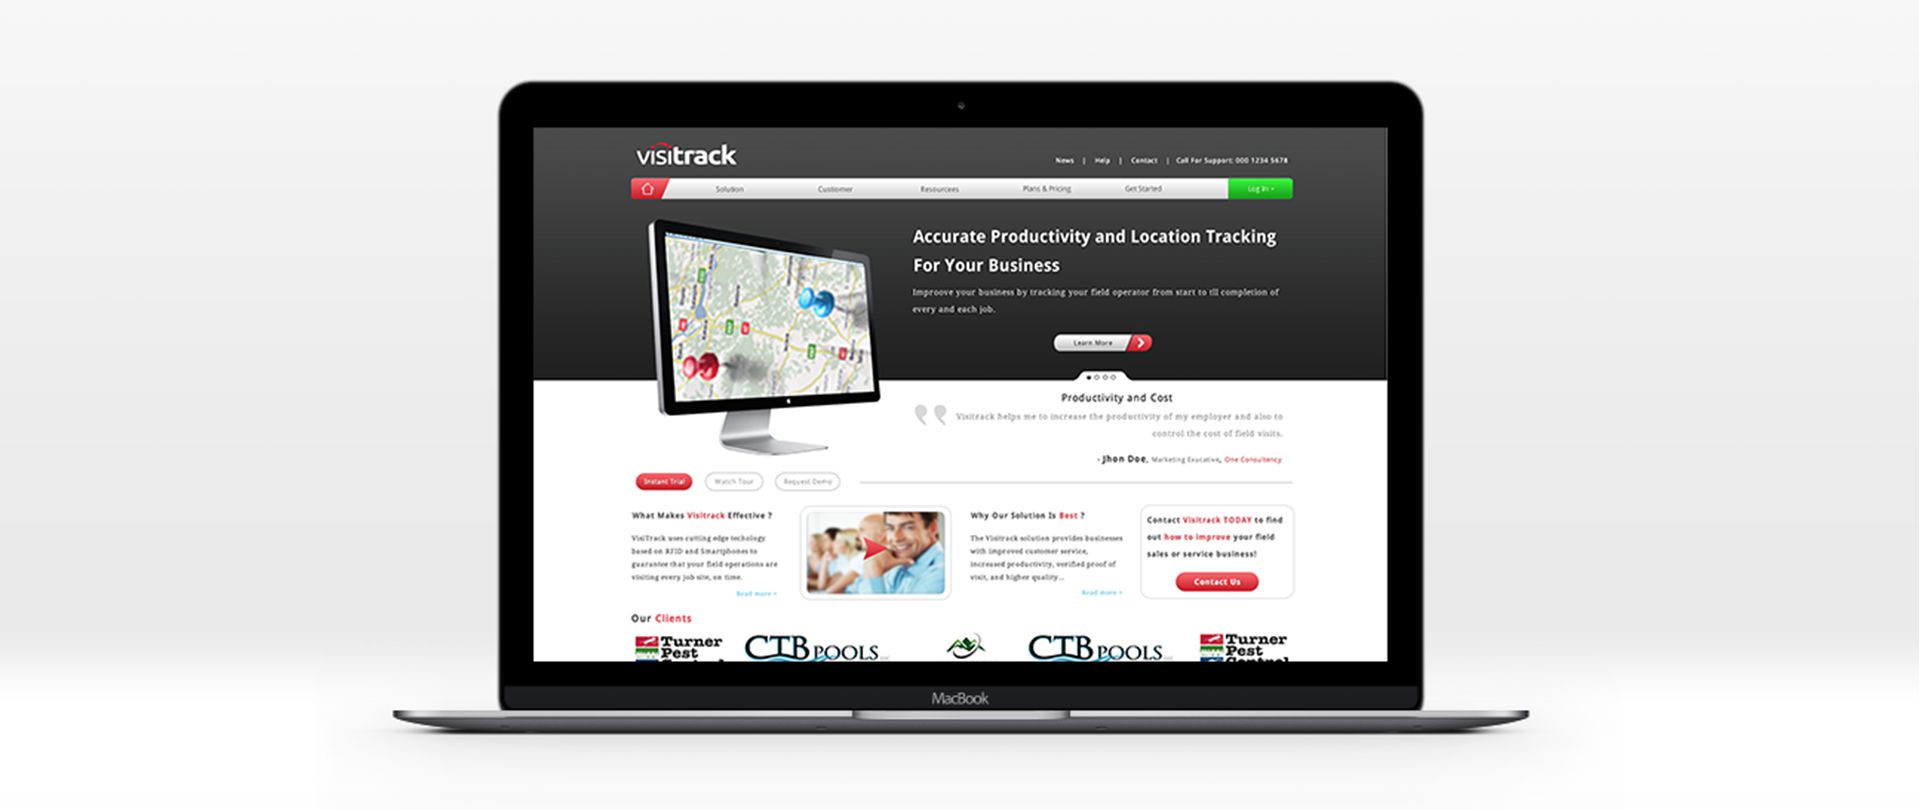 visitrack
News | Help | Contact | Call For Support: 000 1234 5678
Solution Customer Resourcees Plans & Pricing Get Started Log In
Accurate Productivity and Location Tracking
For Your Business
Improove your business by tracking your field operator from start to til completion of
every and each job.
Learn More
Productivity and Cost
Visitrack helps me to increase the productivity of my employer and also to
control the cost of field visits.
- Jhon Doe, Marketing Exucative, One Consultency
Instant Trial Watch Tour Request Demo
What Makes Visitrack Effective ?
VisiTrack uses cutting edge techology
based on RFID and Smartphones to
guarantee that your field operations are
visiting every job site, on time.
Read more >
Why Our Solution Is Best ?
The Visitrack solution provides businesses
with improved customer service,
increased productivity, verified proof of
visit, and higher quality...
Read more >
Contact Visitrack TODAY to find
out how to improve your field
sales or service business!
Contact Us
Our Clients
Turner
Pest
Control
CTB POOLS
CTB POOLS
Turner
Pest
Control
MacBook